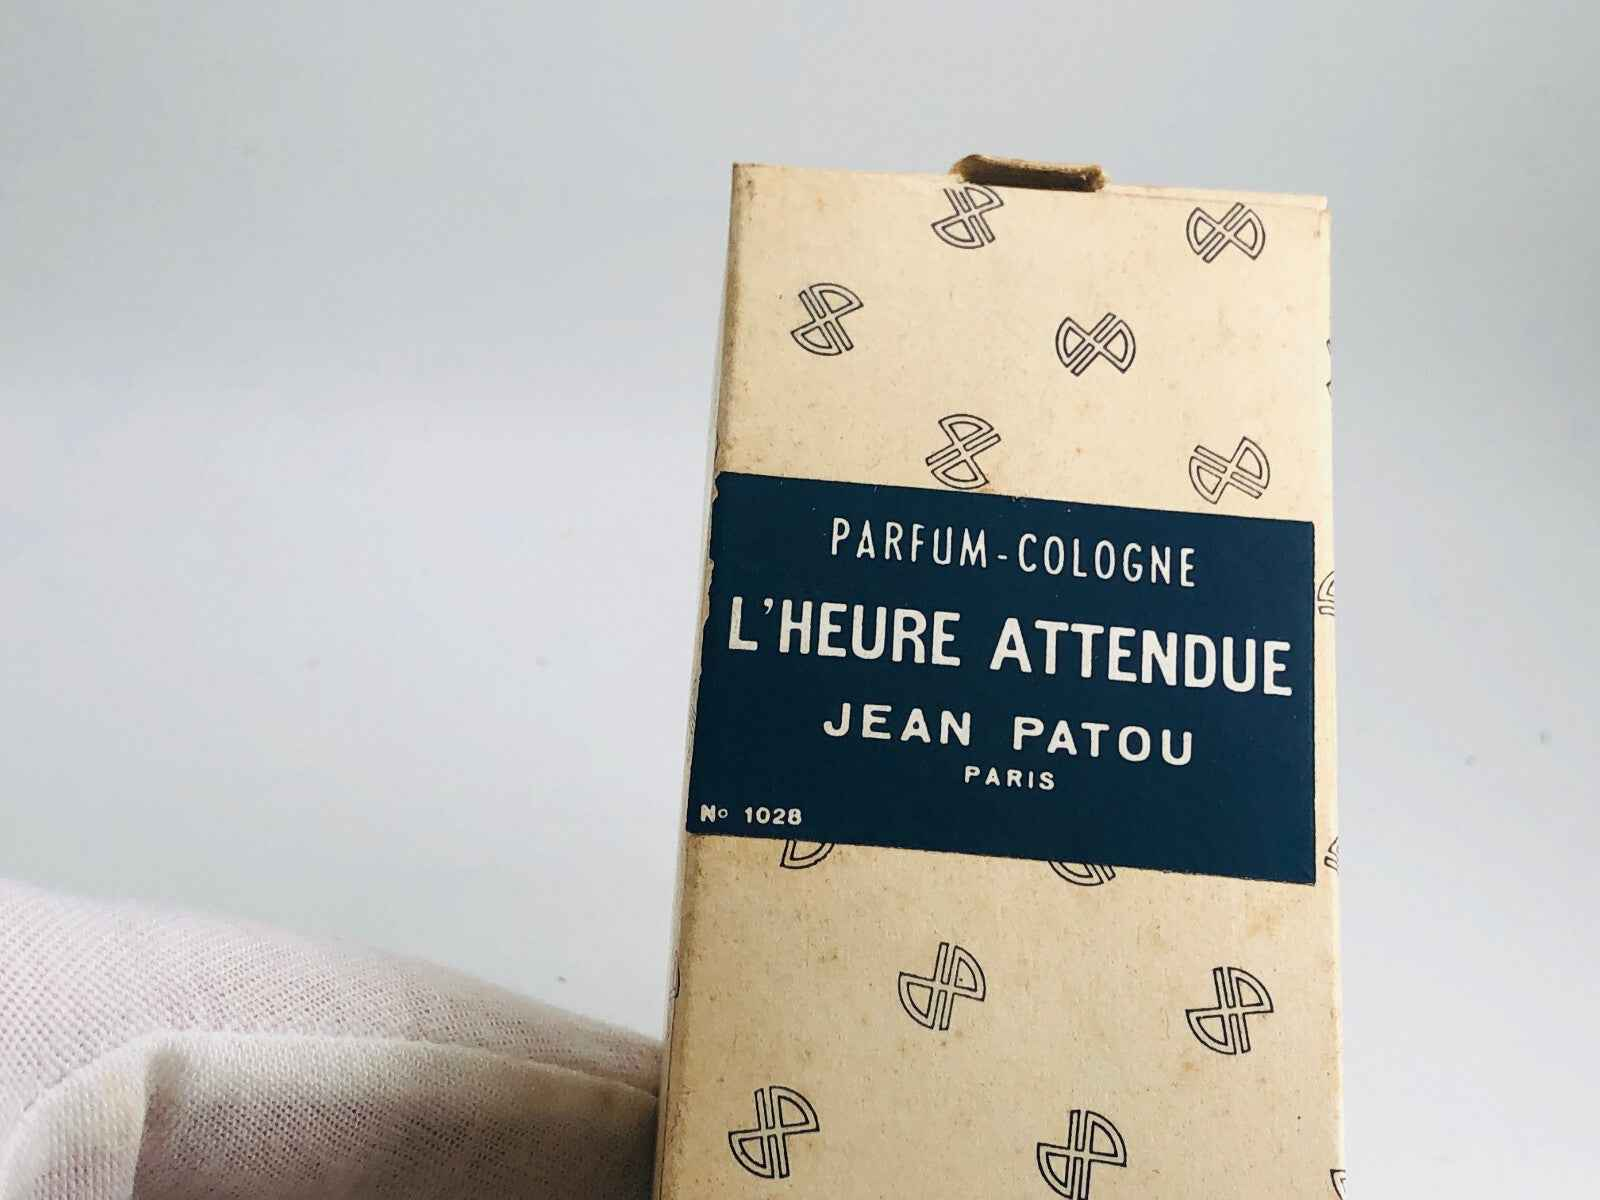 PARFUM-COLOGNE
L'HEURE ATTENDUE
JEAN PATOU
PARIS
No 1028